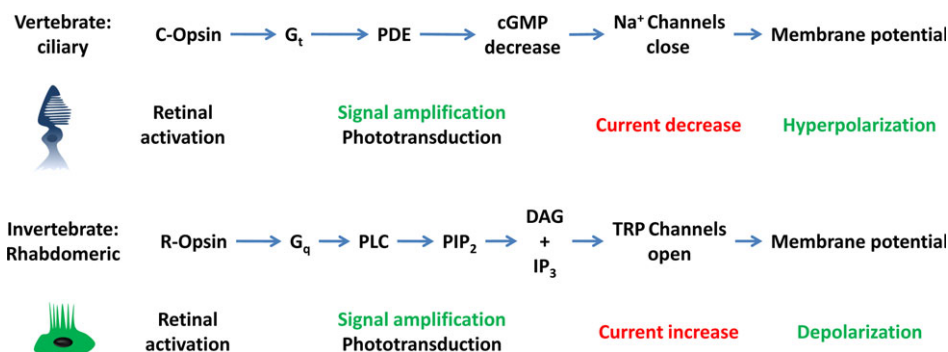 Vertebrate:
ciliary
C-Opsin
Gₜ
PDE
cGMP
decrease
Na⁺ Channels
close
Membrane potential
Retinal
activation
Signal amplification
Phototransduction
Current decrease
Hyperpolarization
Invertebrate:
Rhabdomeric
R-Opsin
G_q
PLC
PIP₂
DAG
+
IP₃
TRP Channels
open
Membrane potential
Retinal
activation
Signal amplification
Phototransduction
Current increase
Depolarization